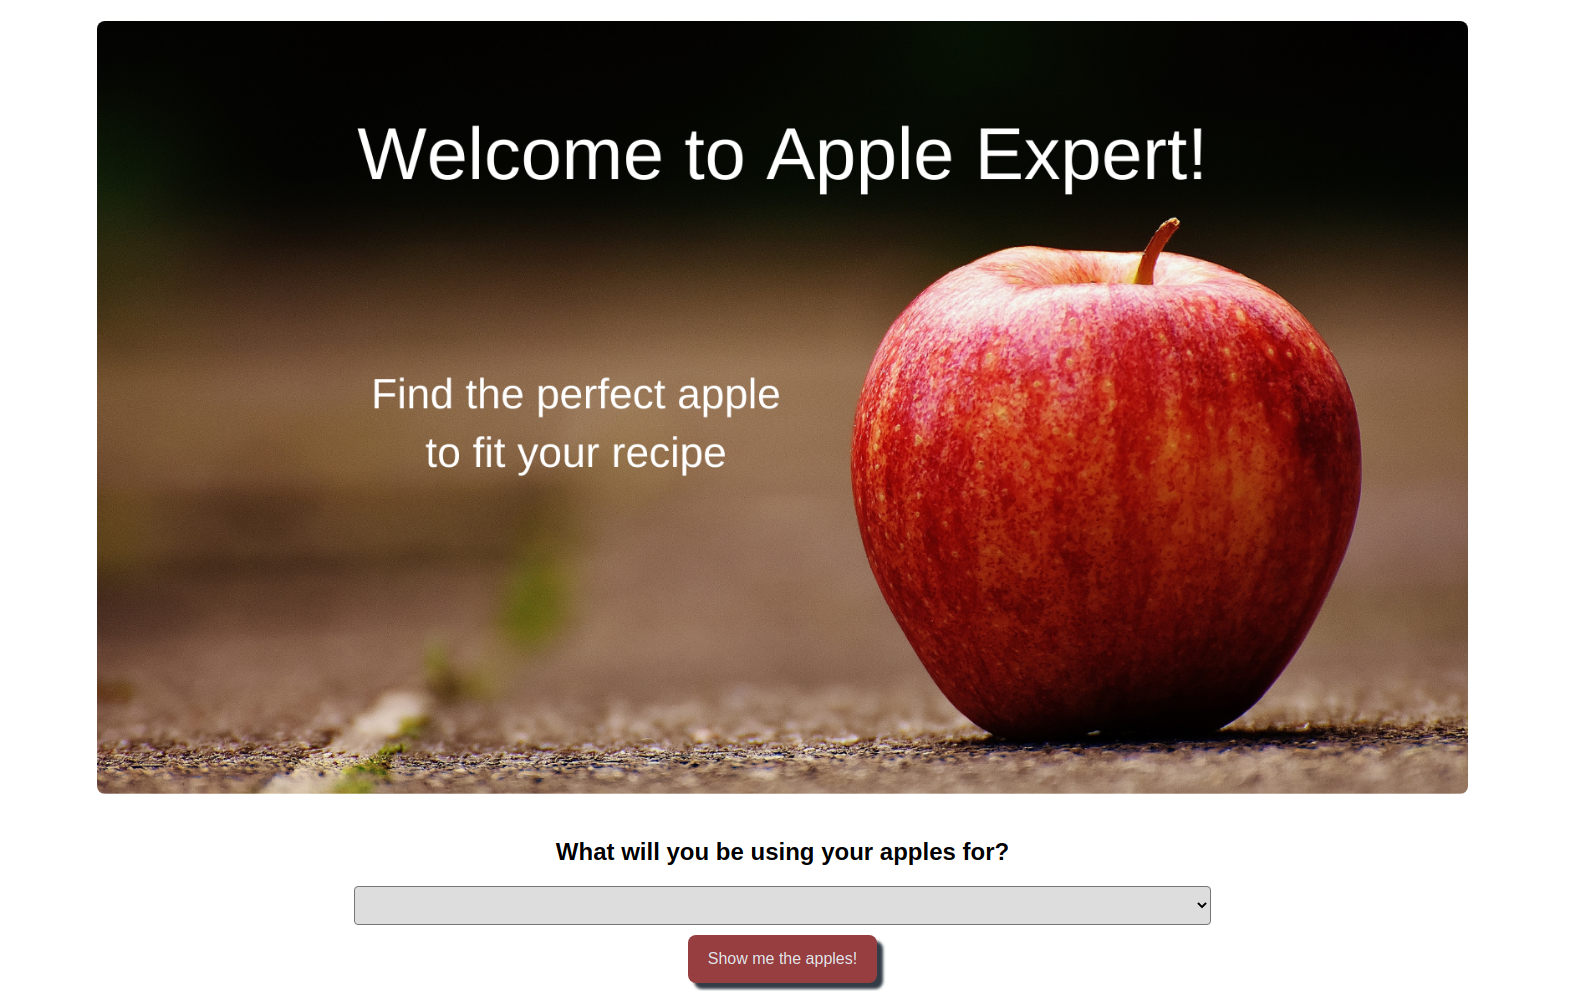 Welcome to Apple Expert!
Find the perfect apple
to fit your recipe
What will you be using your apples for?
Show me the apples!